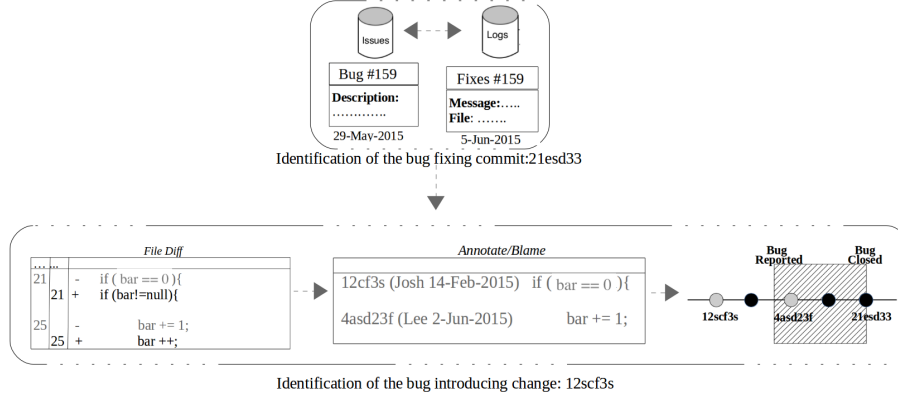 Issues
Logs
Bug #159
Fixes #159
Description:
.............
Message:.....
File: .......
29-May-2015
5-Jun-2015
Identification of the bug fixing commit:21esd33
File Diff
... ...
21 - if ( bar == 0 ){
21 + if (bar!=null){
25 - bar += 1;
25 + bar ++;
Annotate/Blame
12cf3s (Josh 14-Feb-2015) if ( bar == 0 ){
4asd23f (Lee 2-Jun-2015) bar += 1;
Bug
Reported
Bug
Closed
12scf3s
4asd23f
21esd33
Identification of the bug introducing change: 12scf3s